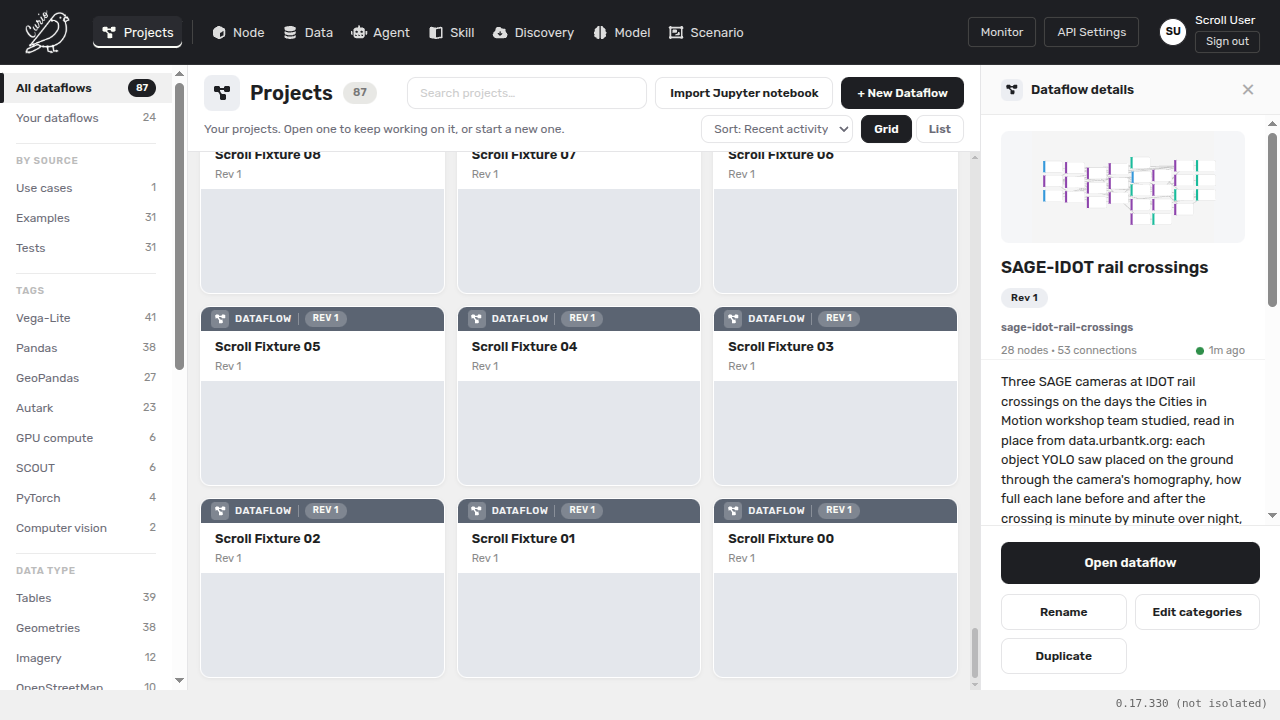 Curio
Projects
Node
Data
Agent
Skill
Discovery
Model
Scenario
Monitor
API Settings
SU
Scroll User
Sign out
All dataflows 87
Your dataflows 24
BY SOURCE
Use cases 1
Examples 31
Tests 31
TAGS
Vega-Lite 41
Pandas 38
GeoPandas 27
Autark 23
GPU compute 6
SCOUT 6
PyTorch 4
Computer vision 2
DATA TYPE
Tables 39
Geometries 38
Imagery 12
OpenStreetMap 10
Projects 87
Search projects...
Import Jupyter notebook
+ New Dataflow
Your projects. Open one to keep working on it, or start a new one.
Sort: Recent activity
Grid
List
Scroll Fixture 08
Rev 1
Scroll Fixture 07
Rev 1
Scroll Fixture 06
Rev 1
DATAFLOW REV 1
Scroll Fixture 05
Rev 1
DATAFLOW REV 1
Scroll Fixture 04
Rev 1
DATAFLOW REV 1
Scroll Fixture 03
Rev 1
DATAFLOW REV 1
Scroll Fixture 02
Rev 1
DATAFLOW REV 1
Scroll Fixture 01
Rev 1
DATAFLOW REV 1
Scroll Fixture 00
Rev 1
Dataflow details
SAGE-IDOT rail crossings
Rev 1
sage-idot-rail-crossings
28 nodes • 53 connections
1m ago
Three SAGE cameras at IDOT rail
crossings on the days the Cities in
Motion workshop team studied, read in
place from data.urbantk.org: each
object YOLO saw placed on the ground
through the camera's homography, how
full each lane before and after the
crossing is minute by minute over night,
Open dataflow
Rename
Edit categories
Duplicate
0.17.330 (not isolated)